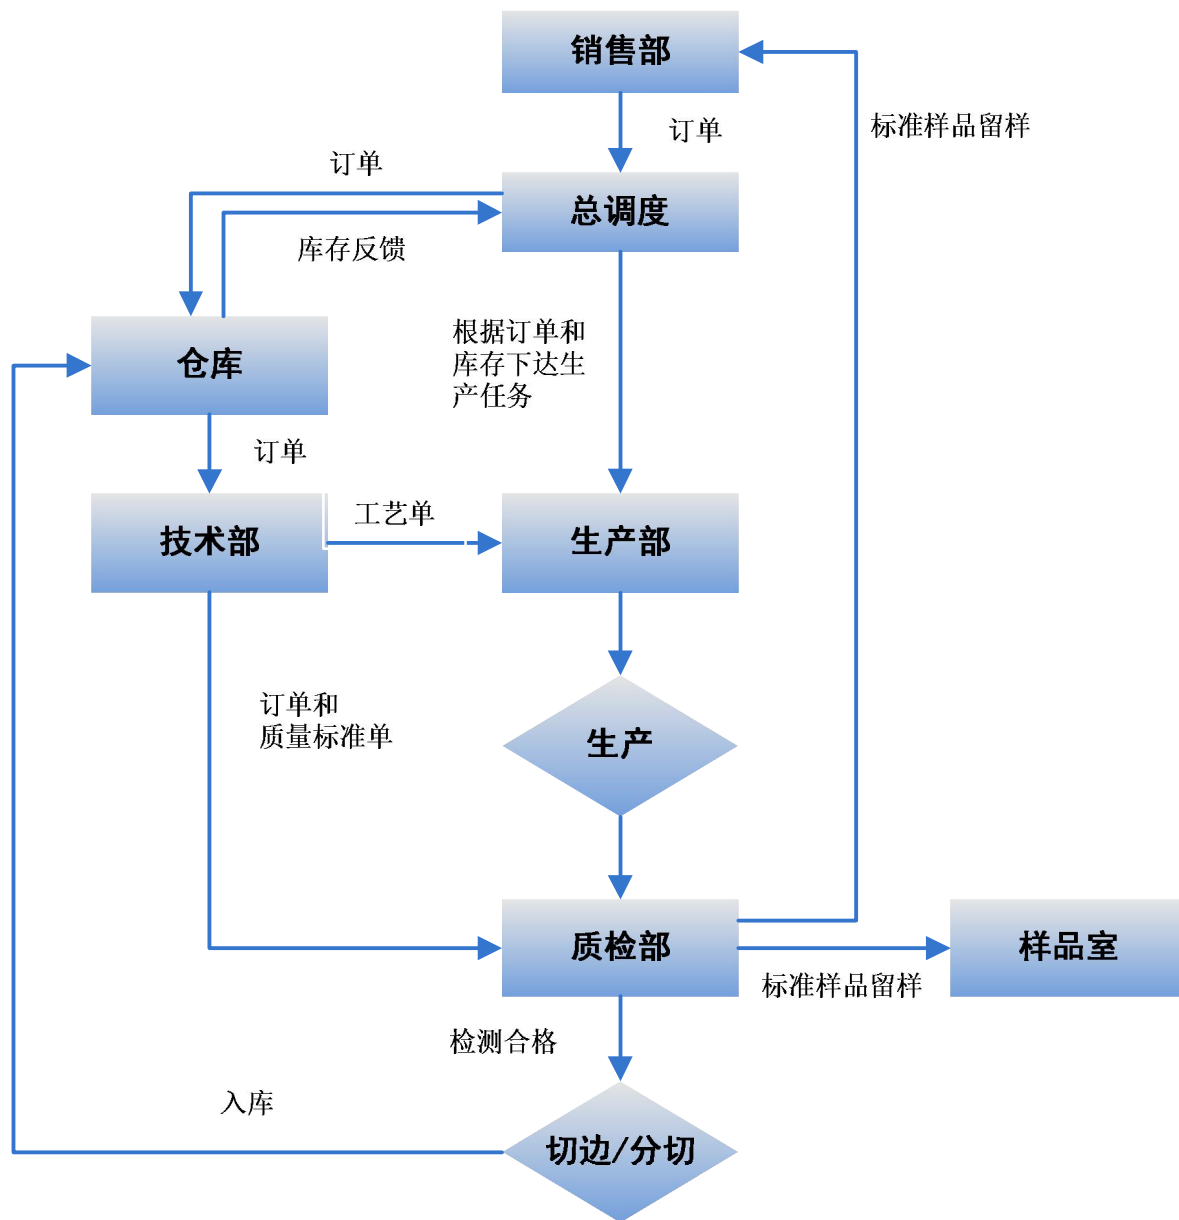 销售部
订单
标准样品留样
订单
总调度
库存反馈
根据订单和
库存下达生
产任务
仓库
订单
技术部
工艺单
生产部
订单和
质量标准单
生产
质检部
样品室
标准样品留样
检测合格
入库
切边/分切